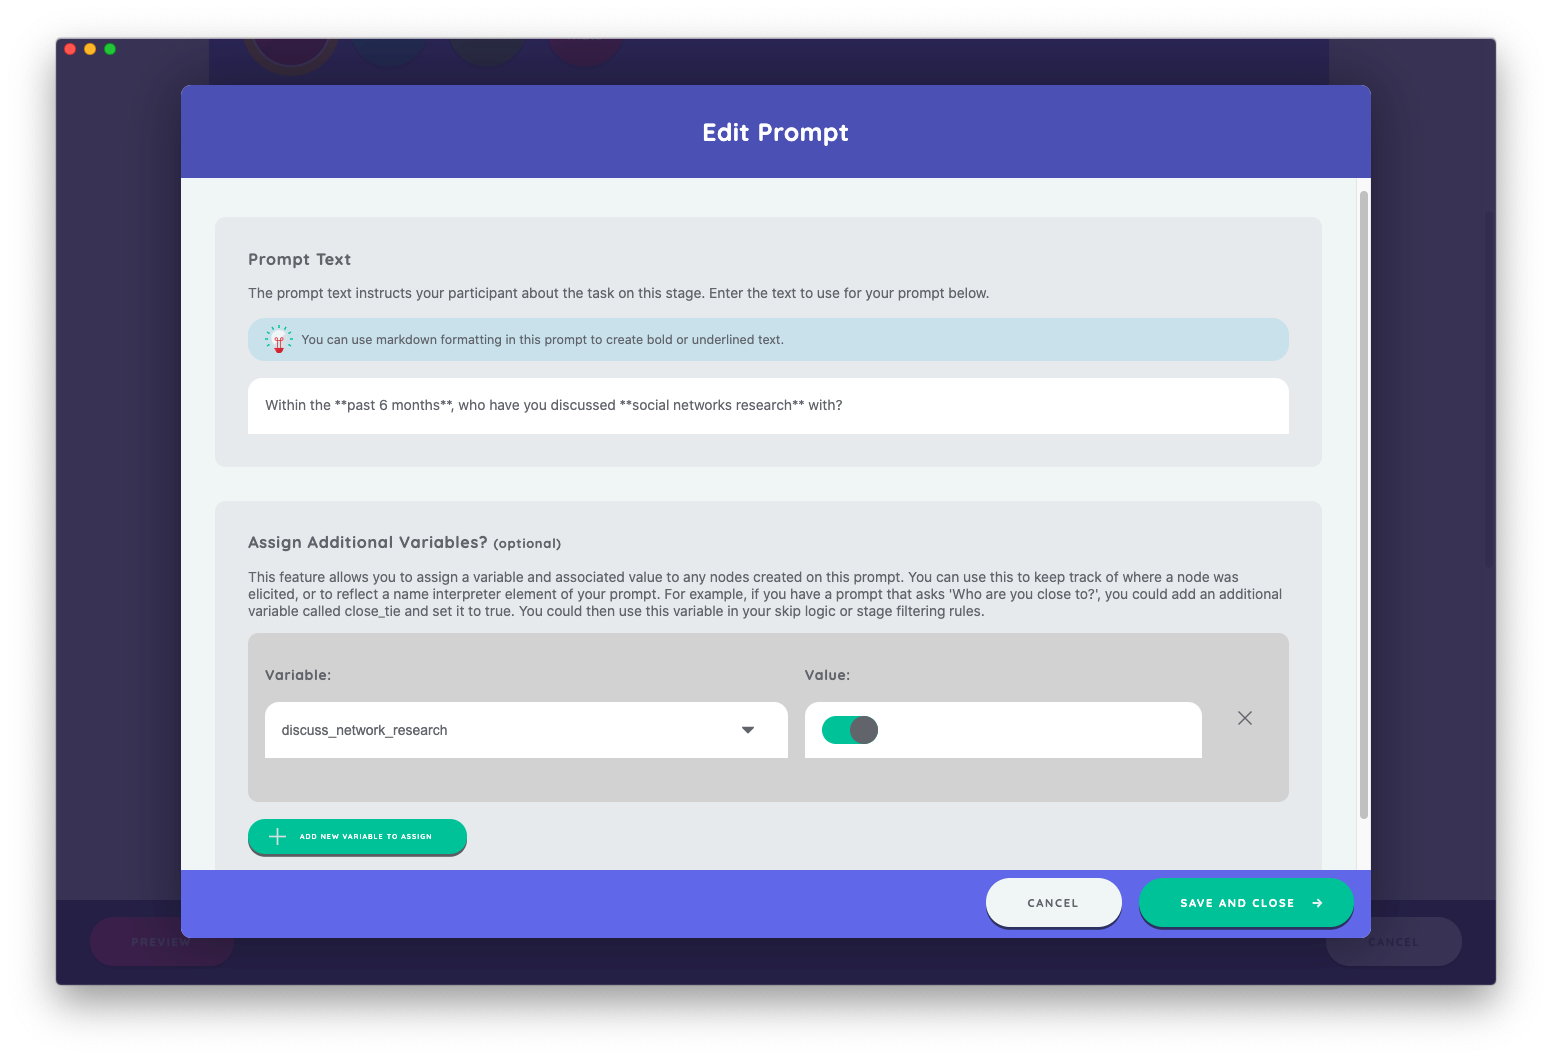 Edit Prompt
Prompt Text
The prompt text instructs your participant about the task on this stage. Enter the text to use for your prompt below.
You can use markdown formatting in this prompt to create bold or underlined text.
Within the **past 6 months**, who have you discussed **social networks research** with?
Assign Additional Variables? (optional)
This feature allows you to assign a variable and associated value to any nodes created on this prompt. You can use this to keep track of where a node was
elicited, or to reflect a name interpreter element of your prompt. For example, if you have a prompt that asks 'Who are you close to?', you could add an additional
variable called close_tie and set it to true. You could then use this variable in your skip logic or stage filtering rules.
Variable:
Value:
discuss_network_research
ADD NEW VARIABLE TO ASSIGN
CANCEL
SAVE AND CLOSE
PREVIEW
CANCEL